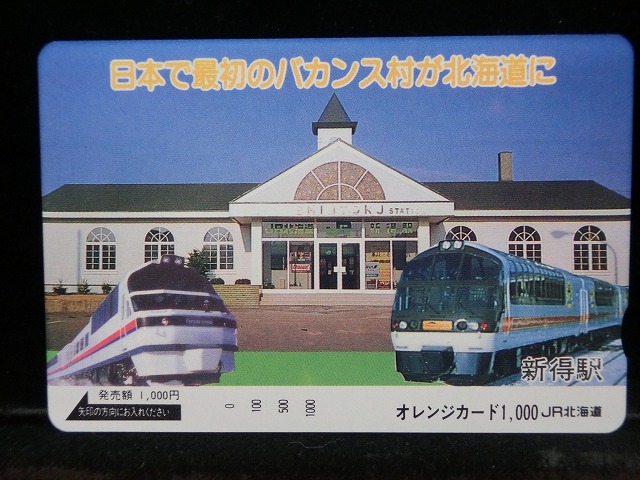 日本で最初のバカンス村が北海道に
SHINTOKU STATION
新得駅
発売額 1,000円
矢印の方向にお入れください
0 100 500 1000
オレンジカード1,000 JR北海道